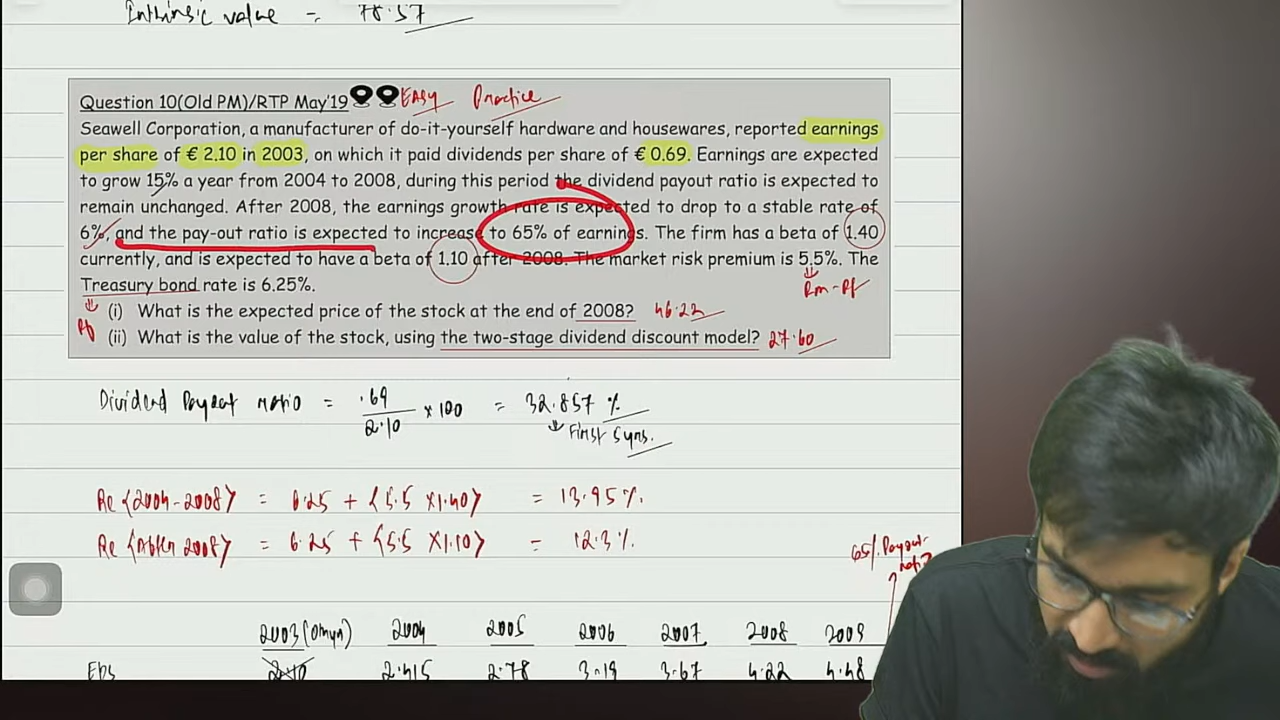 Intrinsic value = 78.57
Question 10(Old PM)/RTP May'19 EASY Practice
Seawell Corporation, a manufacturer of do-it-yourself hardware and housewares, reported earnings
per share of € 2.10 in 2003, on which it paid dividends per share of € 0.69. Earnings are expected
to grow 15% a year from 2004 to 2008, during this period the dividend payout ratio is expected to
remain unchanged. After 2008, the earnings growth rate is expected to drop to a stable rate of
6%, and the pay-out ratio is expected to increase to 65% of earnings. The firm has a beta of 1.40
currently, and is expected to have a beta of 1.10 after 2008. The market risk premium is 5.5%. The
Treasury bond rate is 6.25%.
Rm-Rf
(i) What is the expected price of the stock at the end of 2008? 46.22
Rf
(ii) What is the value of the stock, using the two-stage dividend discount model? 27.60
Dividend Payout ratio = .69 / 2.10 × 100 = 32.857 %
First 5yrs.
Re {2004-2008} = 6.25 + {5.5 × 1.40} = 13.95%
Re {After 2008} = 6.25 + {5.5 × 1.10} = 12.3%
65% Payout
2003 2004 2005 2006 2007 2008 2009
EPS 2.10 2.415 2.78 3.19 3.67 4.22 4.48